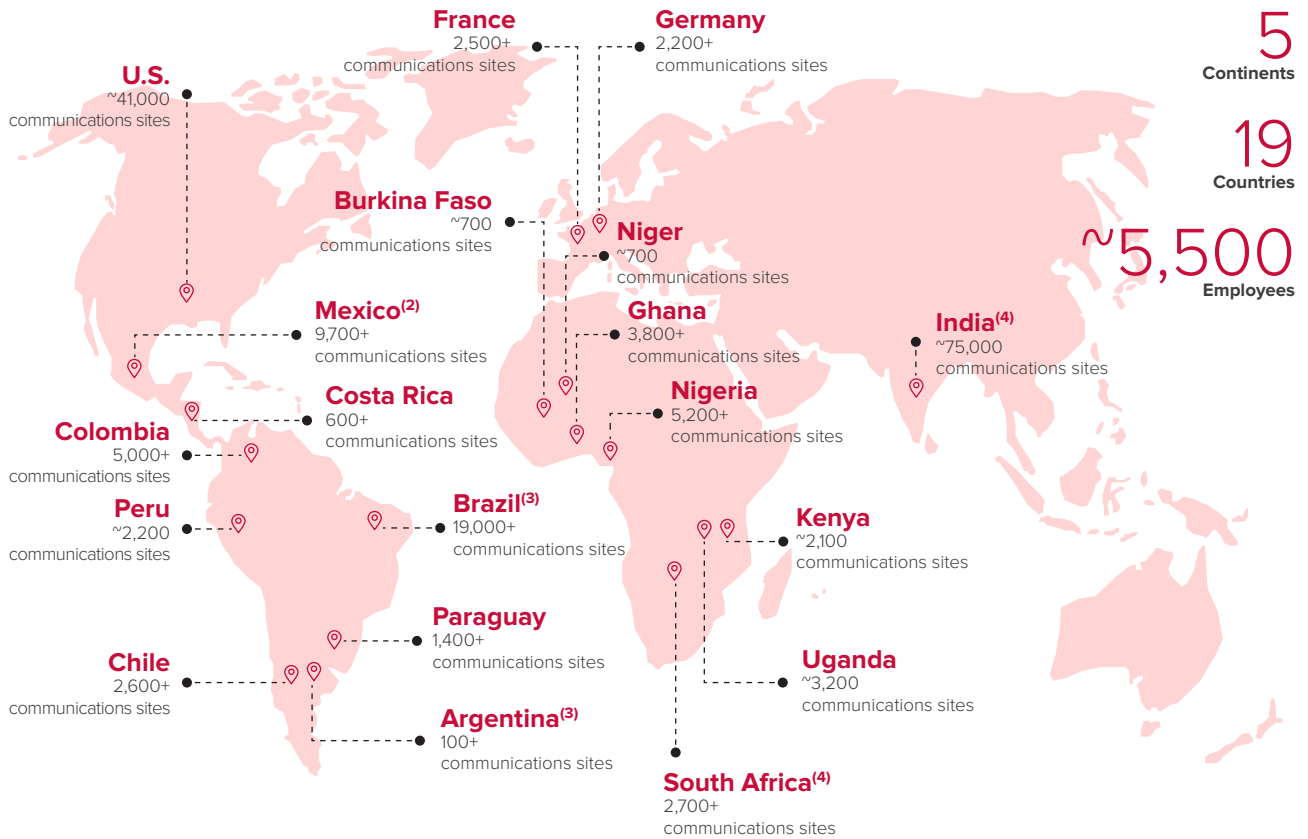 France
2,500+
communications sites
Germany
2,200+
communications sites
5
Continents
U.S.
~41,000
communications sites
19
Countries
Burkina Faso
~700
communications sites
Niger
~700
communications sites
~5,500
Employees
Mexico(2)
9,700+
communications sites
Ghana
3,800+
communications sites
India(4)
~75,000
communications sites
Costa Rica
600+
communications sites
Nigeria
5,200+
communications sites
Colombia
5,000+
communications sites
Peru
~2,200
communications sites
Brazil(3)
19,000+
communications sites
Kenya
~2,100
communications sites
Paraguay
1,400+
communications sites
Chile
2,600+
communications sites
Uganda
~3,200
communications sites
Argentina(3)
100+
communications sites
South Africa(4)
2,700+
communications sites